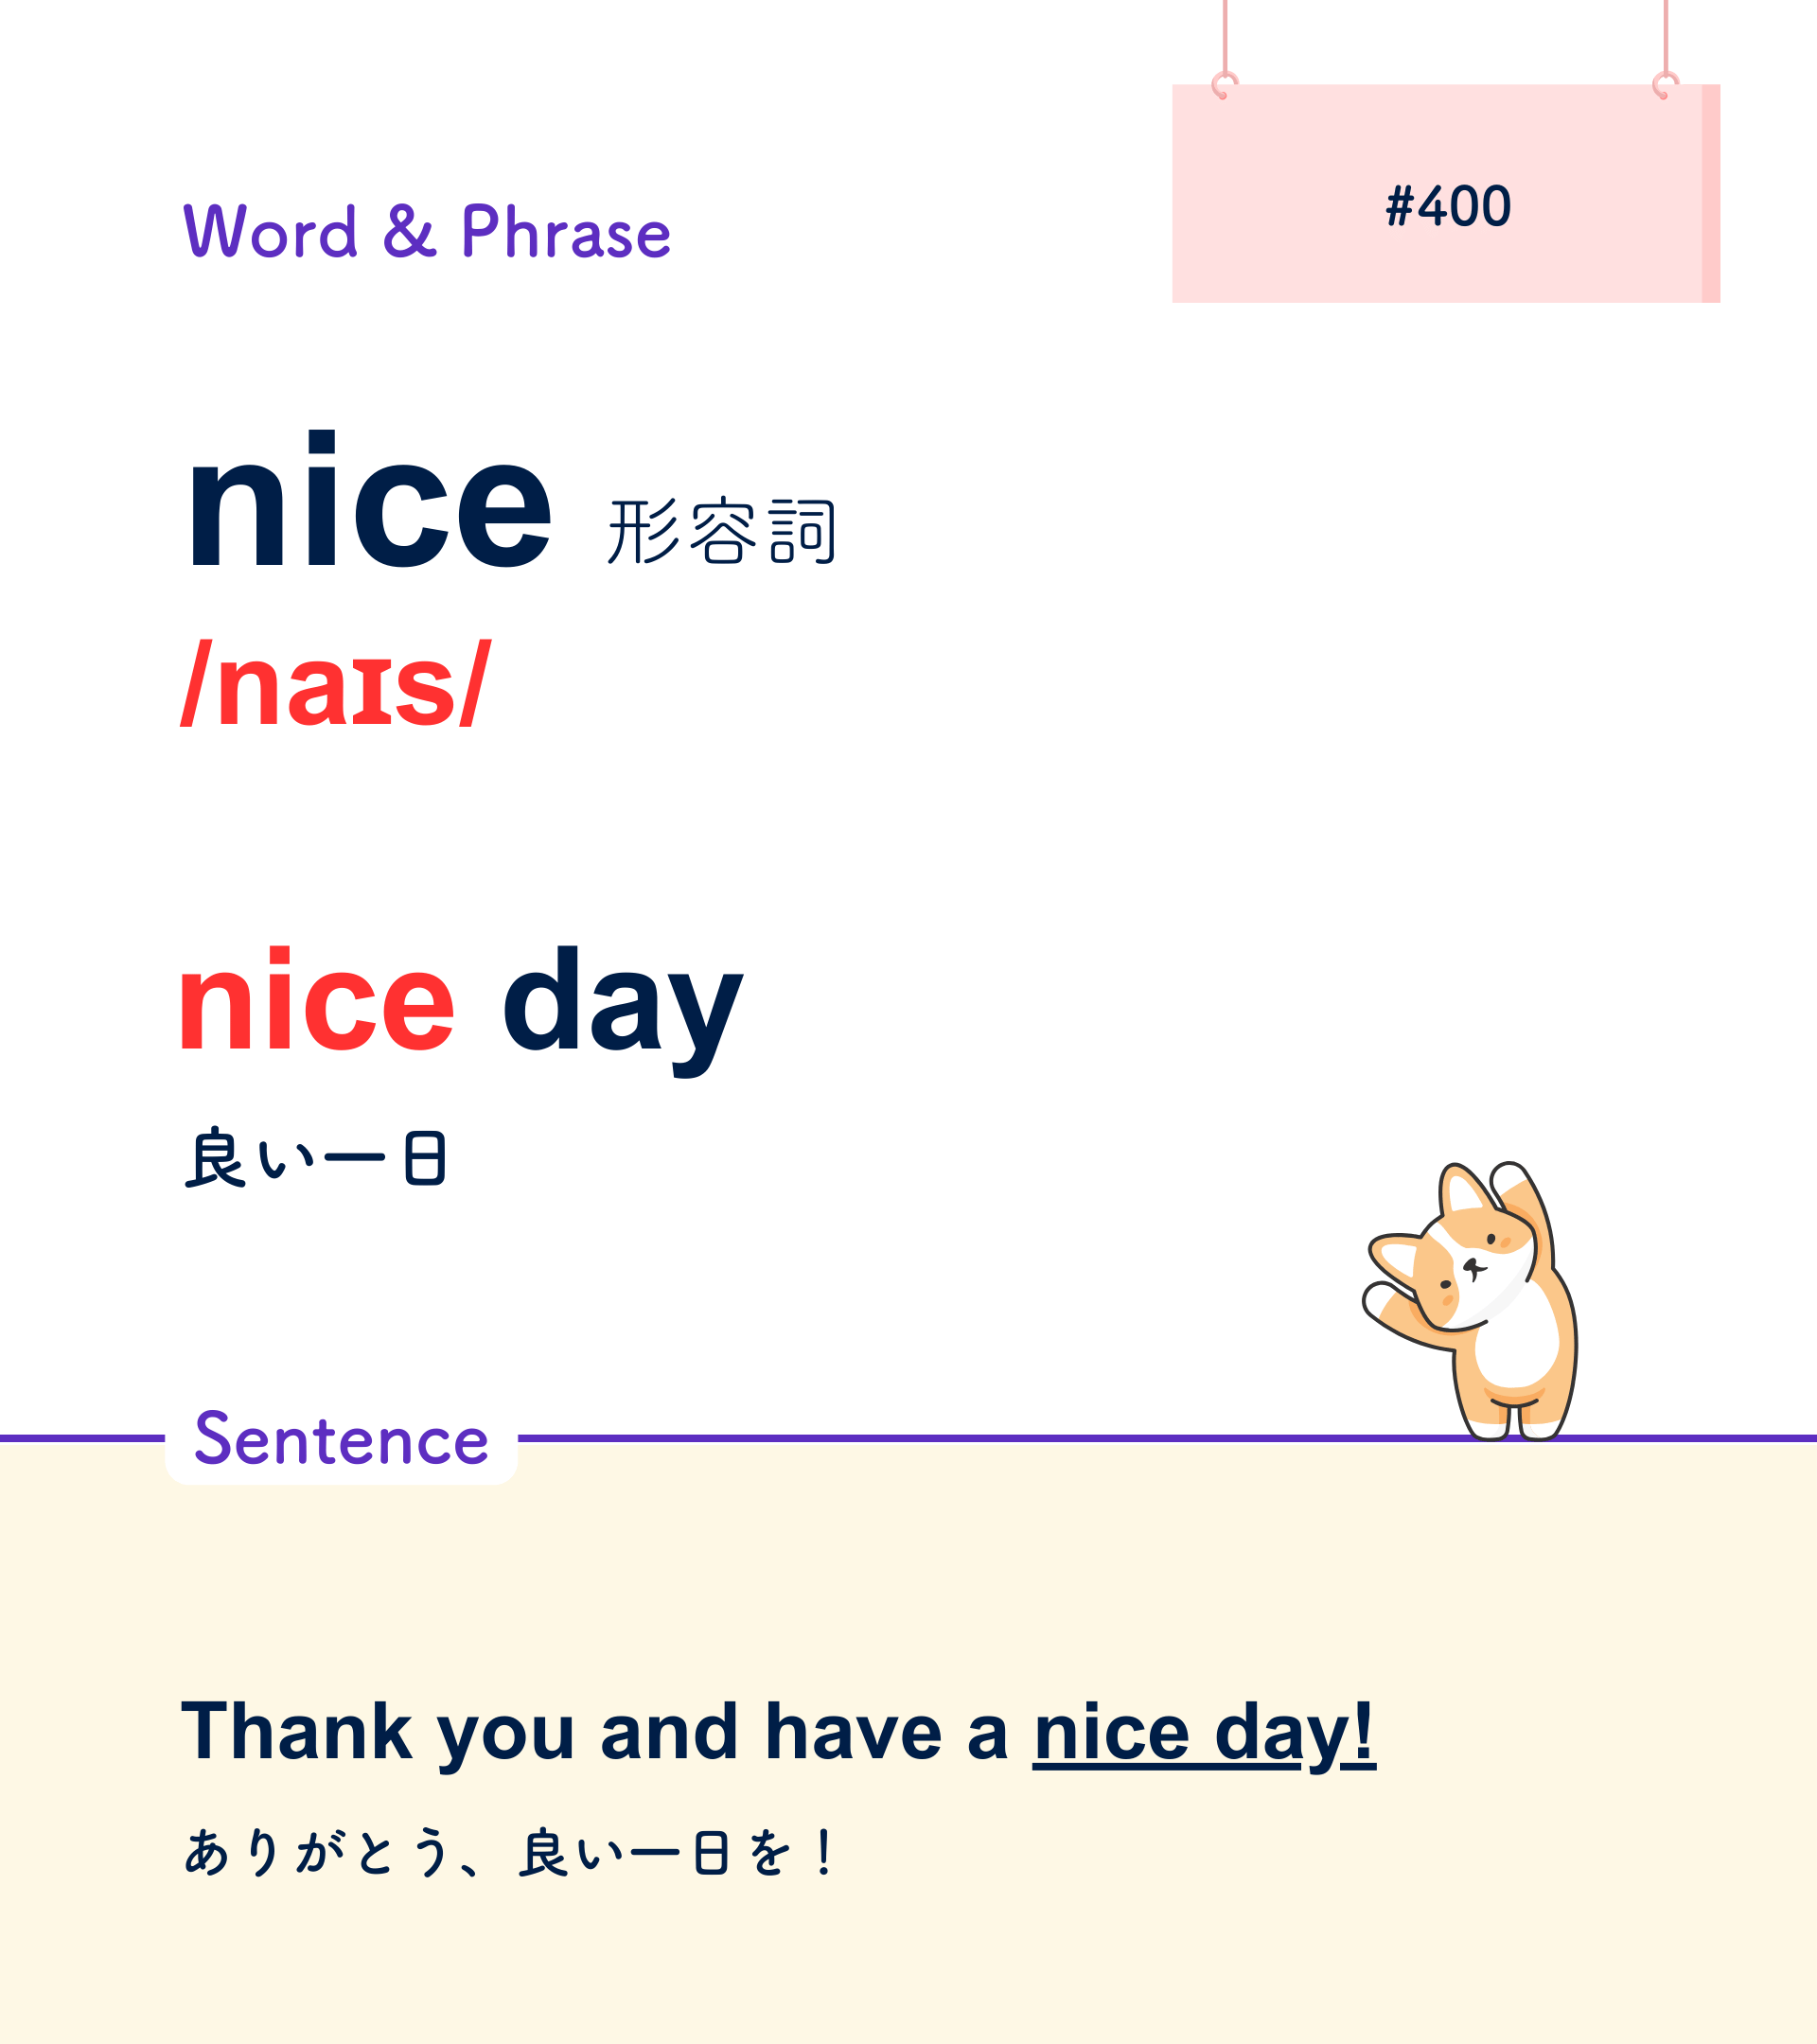 Word & Phrase
#400
nice 形容詞
/naɪs/
nice day
良い一日
Sentence
Thank you and have a nice day!
ありがとう、良い一日を！